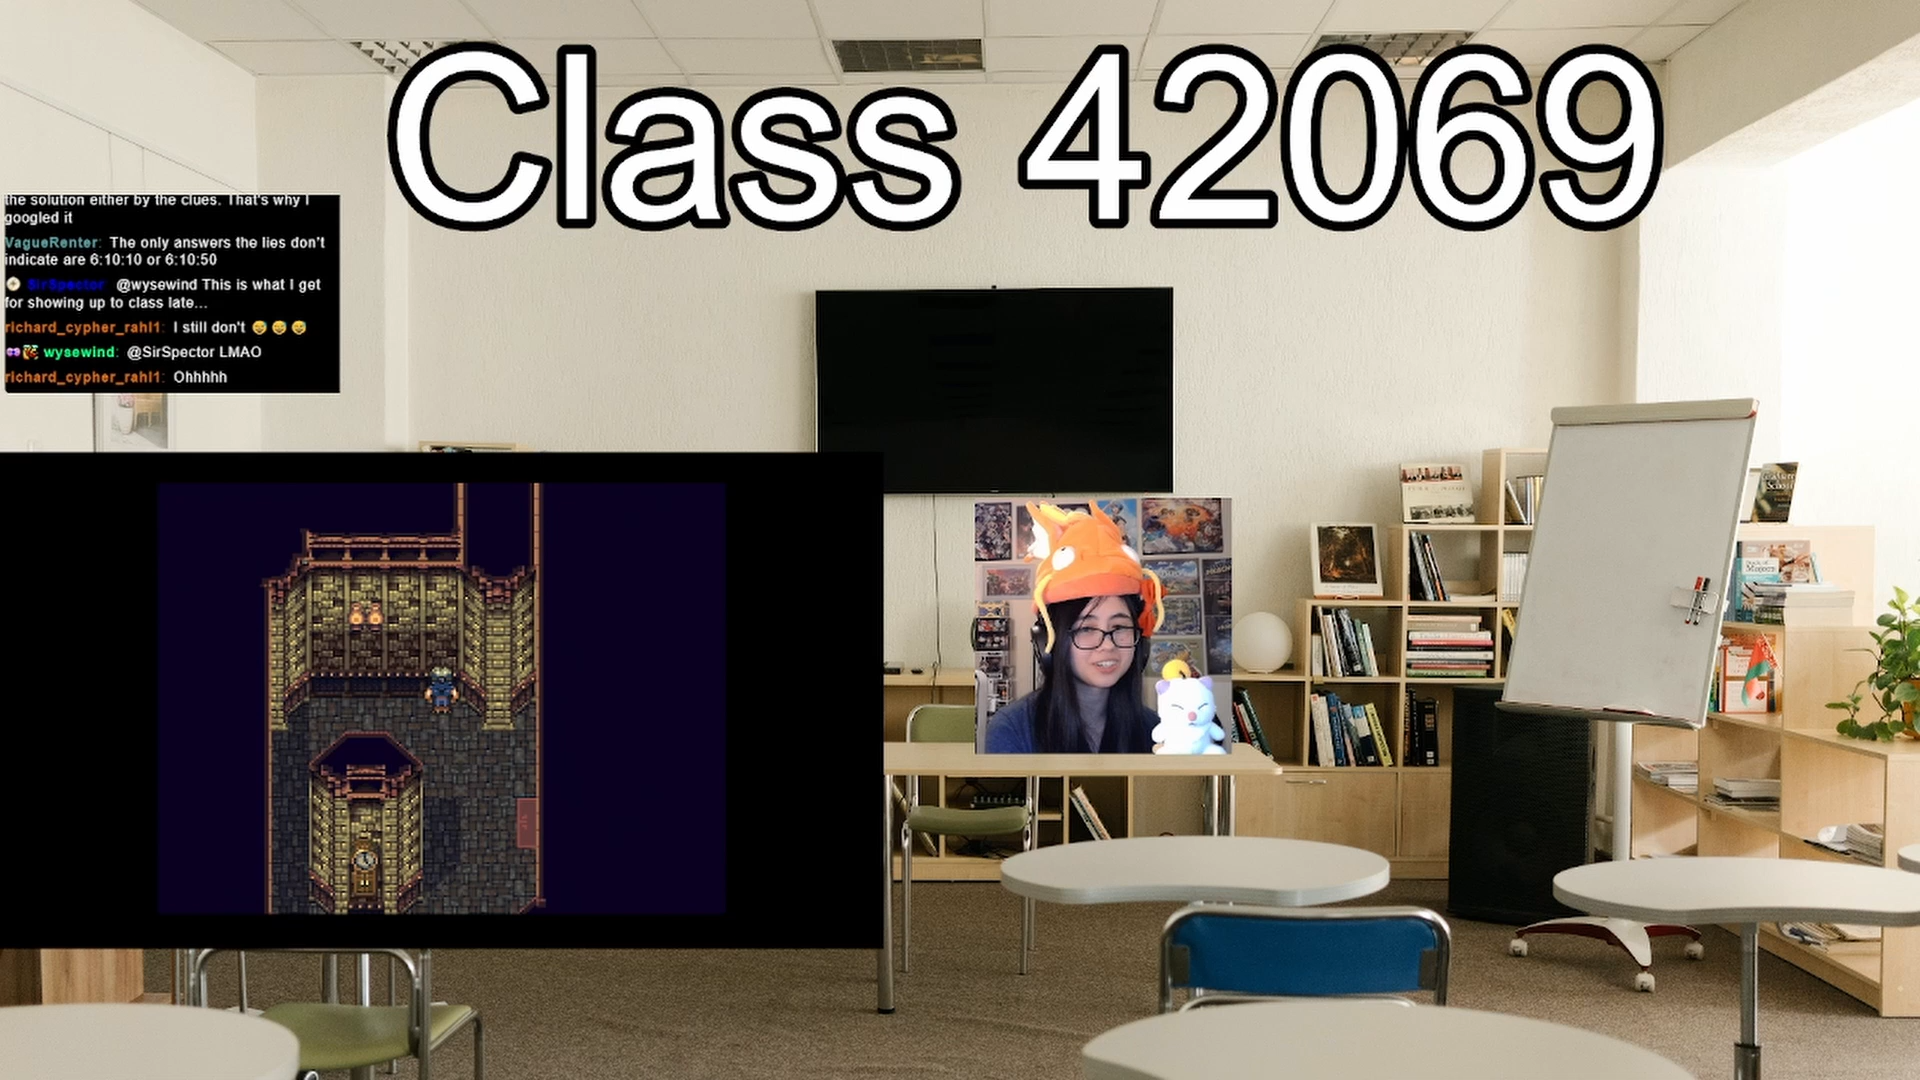 Class 42069
the solution either by the clues. That's why I
googled it
VagueRenter: The only answers the lies don't
indicate are 6:10:10 or 6:10:50
SirSpector @wysewind This is what I get
for showing up to class late...
richard_cypher_rahl1: I still don't
wysewind: @SirSpector LMAO
richard_cypher_rahl1: Ohhhhh